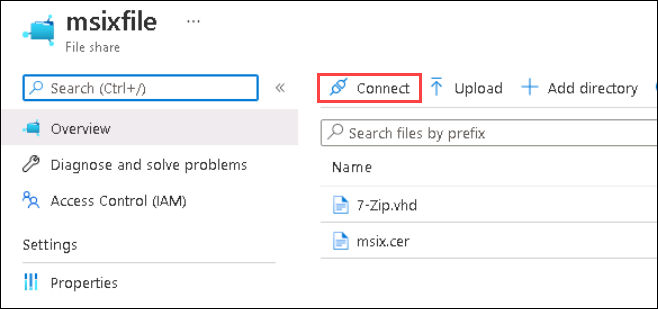 msixfile ...
File share
Search (Ctrl+/)
«
Connect
Upload
Add directory
Overview
Search files by prefix
Diagnose and solve problems
Name
Access Control (IAM)
7-Zip.vhd
Settings
msix.cer
Properties